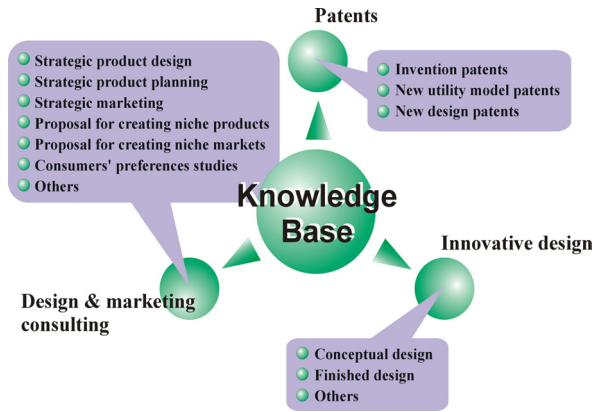 Patents
Strategic product design
Strategic product planning
Strategic marketing
Proposal for creating niche products
Proposal for creating niche markets
Consumers' preferences studies
Others
Invention patents
New utility model patents
New design patents
Knowledge
Base
Innovative design
Design & marketing
consulting
Conceptual design
Finished design
Others